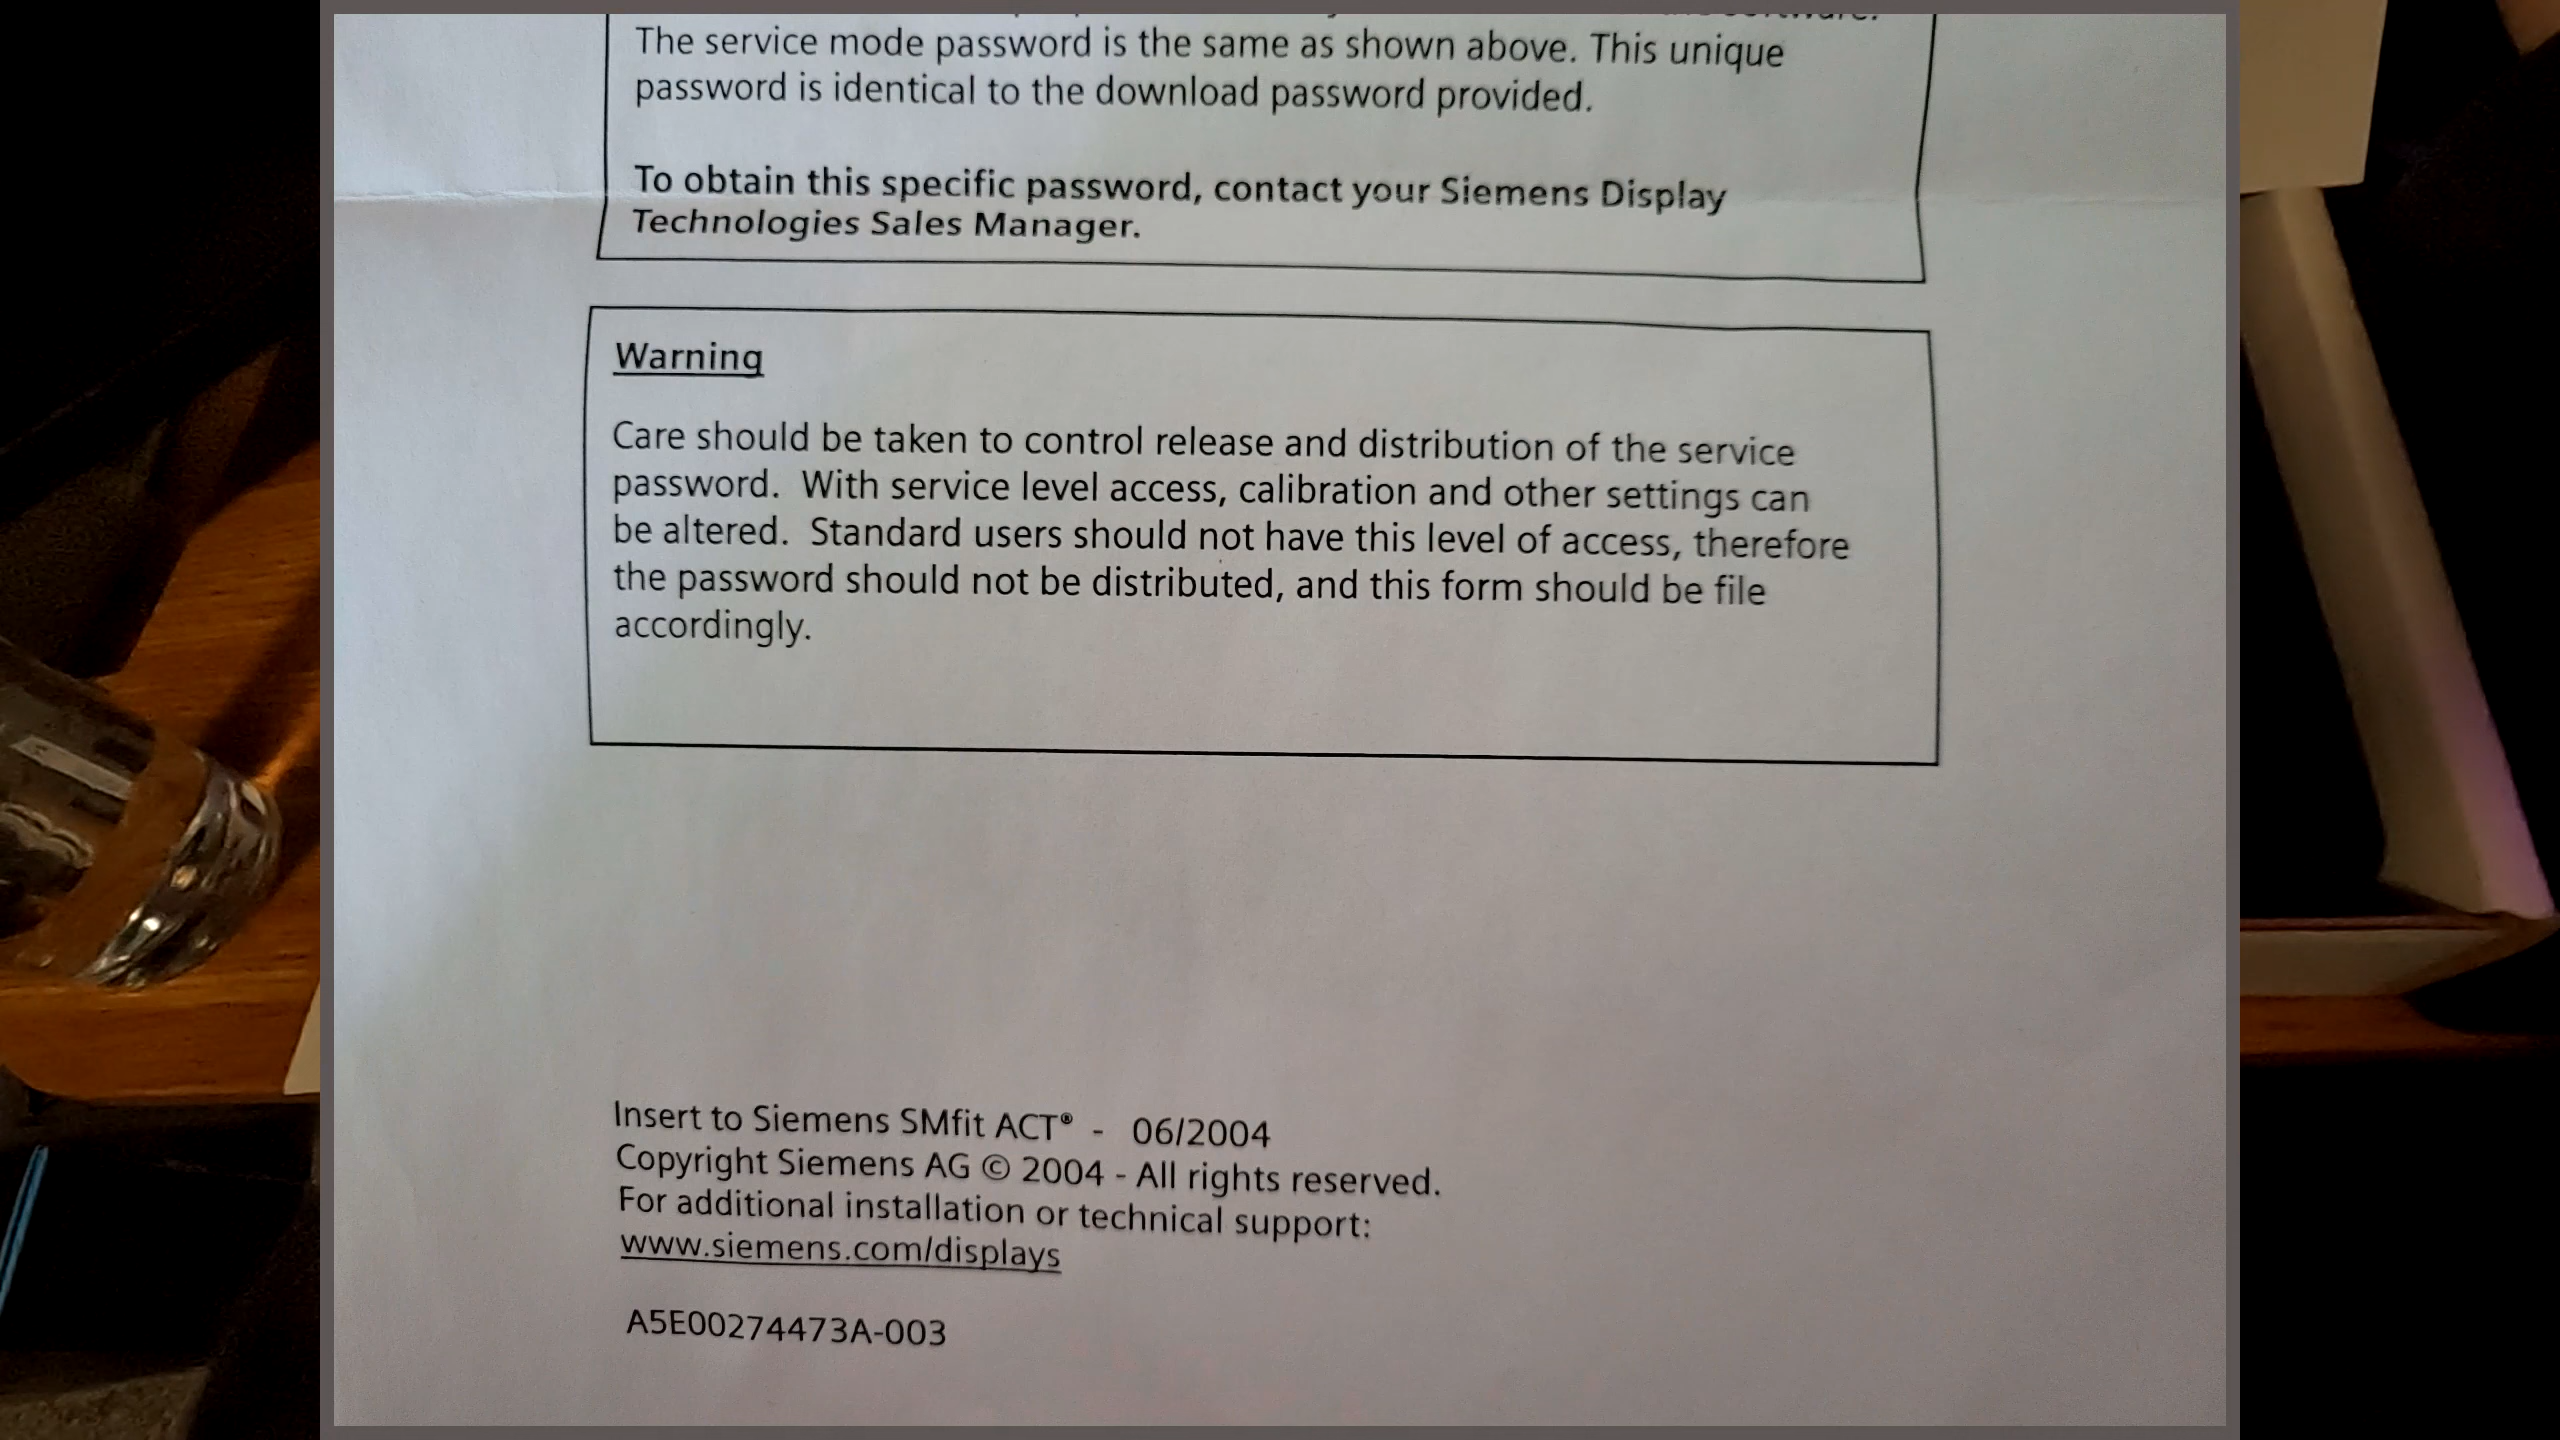 software.
The service mode password is the same as shown above. This unique
password is identical to the download password provided.
To obtain this specific password, contact your Siemens Display
Technologies Sales Manager.
Warning
Care should be taken to control release and distribution of the service
password.  With service level access, calibration and other settings can
be altered.  Standard users should not have this level of access, therefore
the password should not be distributed, and this form should be file
accordingly.
Insert to Siemens SMfit ACT® - 06/2004
Copyright Siemens AG © 2004 - All rights reserved.
For additional installation or technical support:
www.siemens.com/displays
A5E00274473A-003